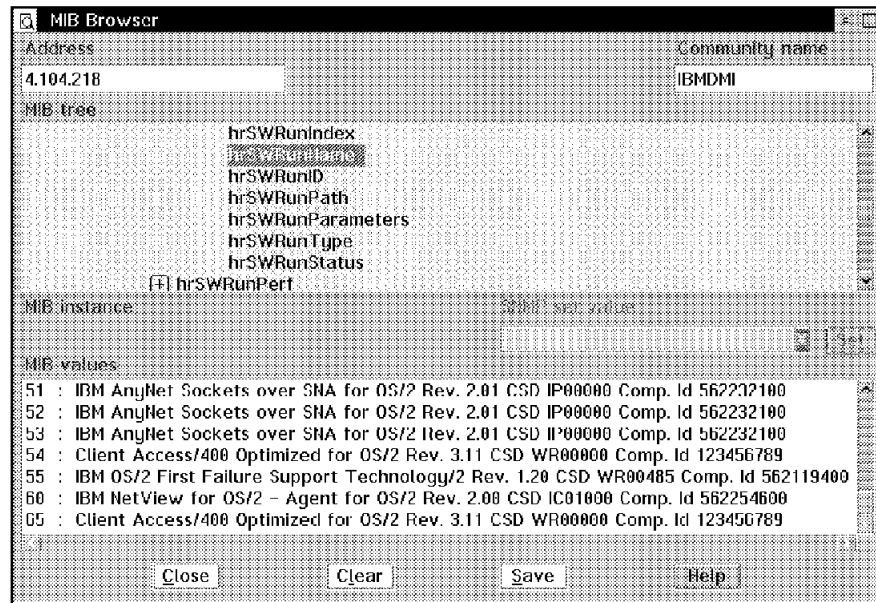 MIB Browser
Address Community name
4.104.218 IBMDMI
MIB tree
hrSWRunIndex
hrSWRunName
hrSWRunID
hrSWRunPath
hrSWRunParameters
hrSWRunType
hrSWRunStatus
hrSWRunPerf
MIB instance SNMP set value
Set
MIB values
51 : IBM AnyNet Sockets over SNA for OS/2 Rev. 2.01 CSD IP00000 Comp. Id 562232100
52 : IBM AnyNet Sockets over SNA for OS/2 Rev. 2.01 CSD IP00000 Comp. Id 562232100
53 : IBM AnyNet Sockets over SNA for OS/2 Rev. 2.01 CSD IP00000 Comp. Id 562232100
54 : Client Access/400 Optimized for OS/2 Rev. 3.11 CSD WR00000 Comp. Id 123456789
55 : IBM OS/2 First Failure Support Technology/2 Rev. 1.20 CSD WR00485 Comp. Id 562119400
60 : IBM NetView for OS/2 - Agent for OS/2 Rev. 2.00 CSD IC01000 Comp. Id 562254600
65 : Client Access/400 Optimized for OS/2 Rev. 3.11 CSD WR00000 Comp. Id 123456789
Close Clear Save Help